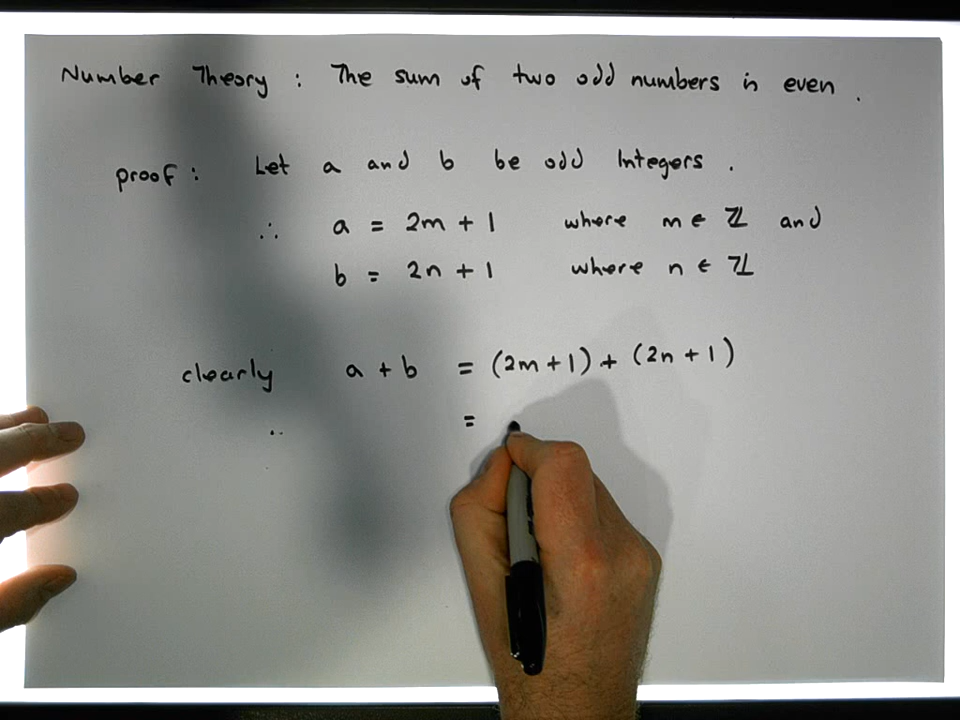 Number Theory : The sum of two odd numbers is even .
proof : Let a and b be odd Integers .
∴ a = 2m + 1 where m ∈ ℤ and
b = 2n + 1 where n ∈ ℤ
clearly a + b = (2m + 1) + (2n + 1)
=